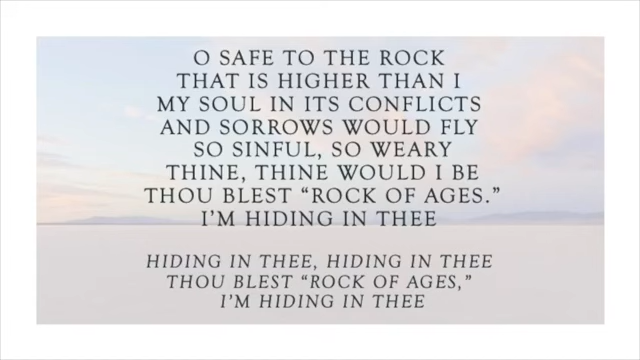 O SAFE TO THE ROCK
THAT IS HIGHER THAN I
MY SOUL IN ITS CONFLICTS
AND SORROWS WOULD FLY
SO SINFUL, SO WEARY
THINE, THINE WOULD I BE
THOU BLEST “ROCK OF AGES.”
I’M HIDING IN THEE
HIDING IN THEE, HIDING IN THEE
THOU BLEST “ROCK OF AGES,”
I’M HIDING IN THEE